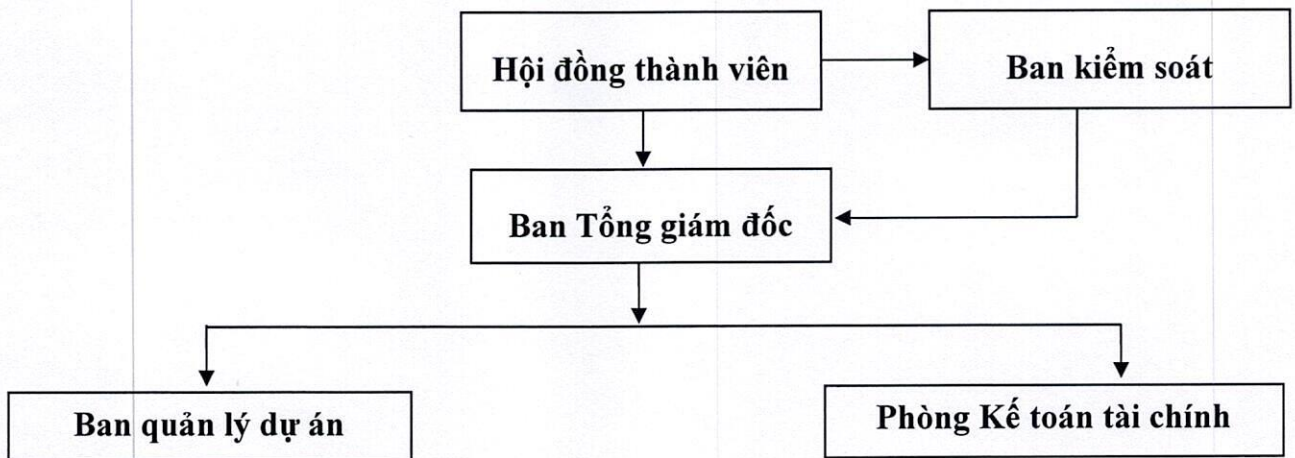 Hội đồng thành viên
Ban kiểm soát
Ban Tổng giám đốc
Ban quản lý dự án
Phòng Kế toán tài chính